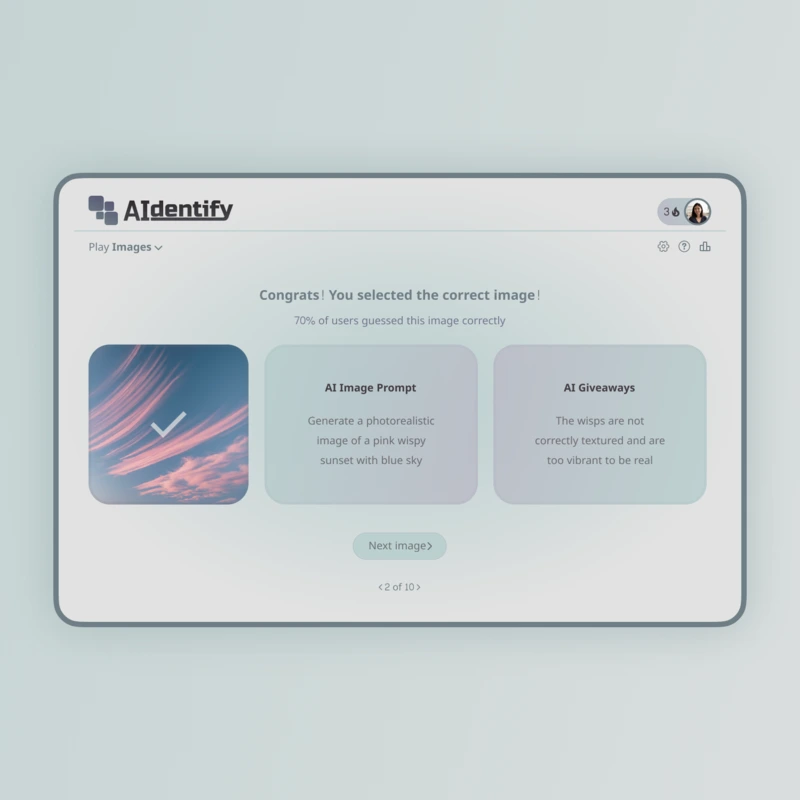 AIdentify
3
Play Images
Congrats! You selected the correct image!
70% of users guessed this image correctly
AI Image Prompt
Generate a photorealistic
image of a pink wispy
sunset with blue sky
AI Giveaways
The wisps are not
correctly textured and are
too vibrant to be real
Next image>
<2 of 10>